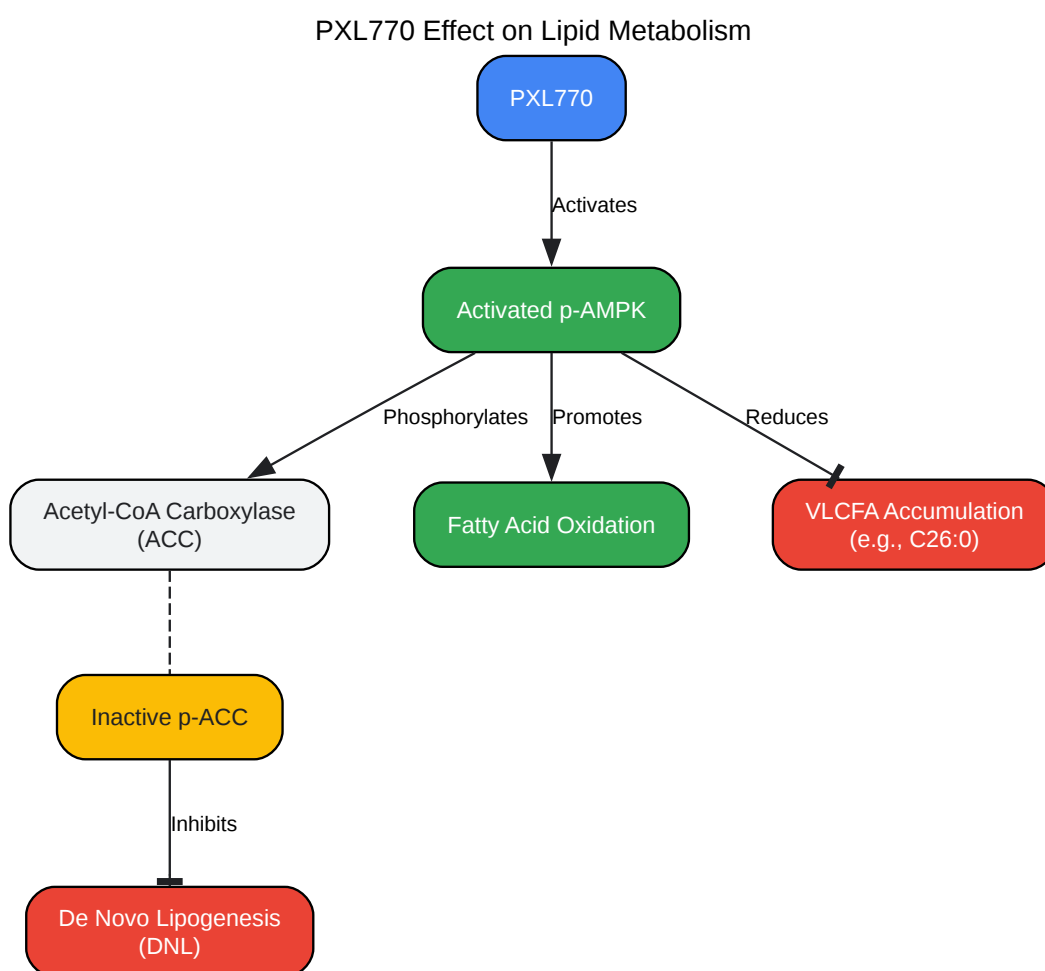 PXL770 Effect on Lipid Metabolism
PXL770
Activates
Activated p-AMPK
Phosphorylates
Promotes
Reduces
Acetyl-CoA Carboxylase
(ACC)
Fatty Acid Oxidation
VLCFA Accumulation
(e.g., C26:0)
Inactive p-ACC
Inhibits
De Novo Lipogenesis
(DNL)